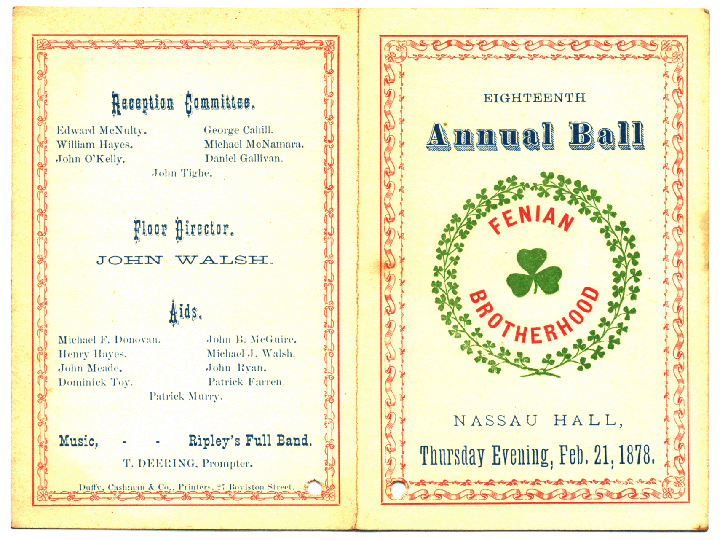 Reception Committee.
Edward McNulty. George Cahill.
William Hayes. Michael McNamara.
John O'Kelly. Daniel Gallivan.
John Tighe.
Floor Director.
JOHN WALSH.
Aids.
Michael F. Donovan. John B. McGuire.
Henry Hayes. Michael J. Walsh.
John Meade. John Ryan.
Dominick Toy. Patrick Farren
Patrick Murry.
Music, - - Ripley's Full Band.
T. DEERING, Prompter.
Duffy, Cashman & Co., Printers, 27 Boylston Street.
EIGHTEENTH
Annual Ball
FENIAN
BROTHERHOOD
NASSAU HALL,
Thursday Evening, Feb. 21, 1878.